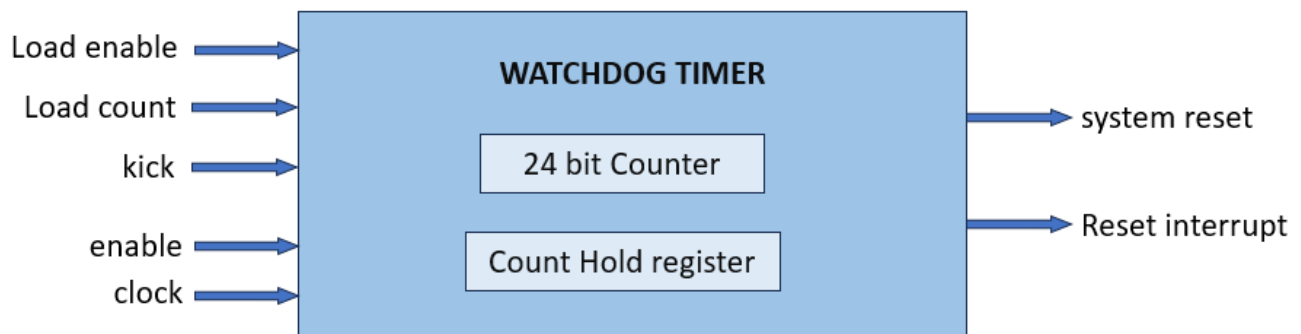 Load enable
Load count
kick
enable
clock
WATCHDOG TIMER
24 bit Counter
Count Hold register
system reset
Reset interrupt